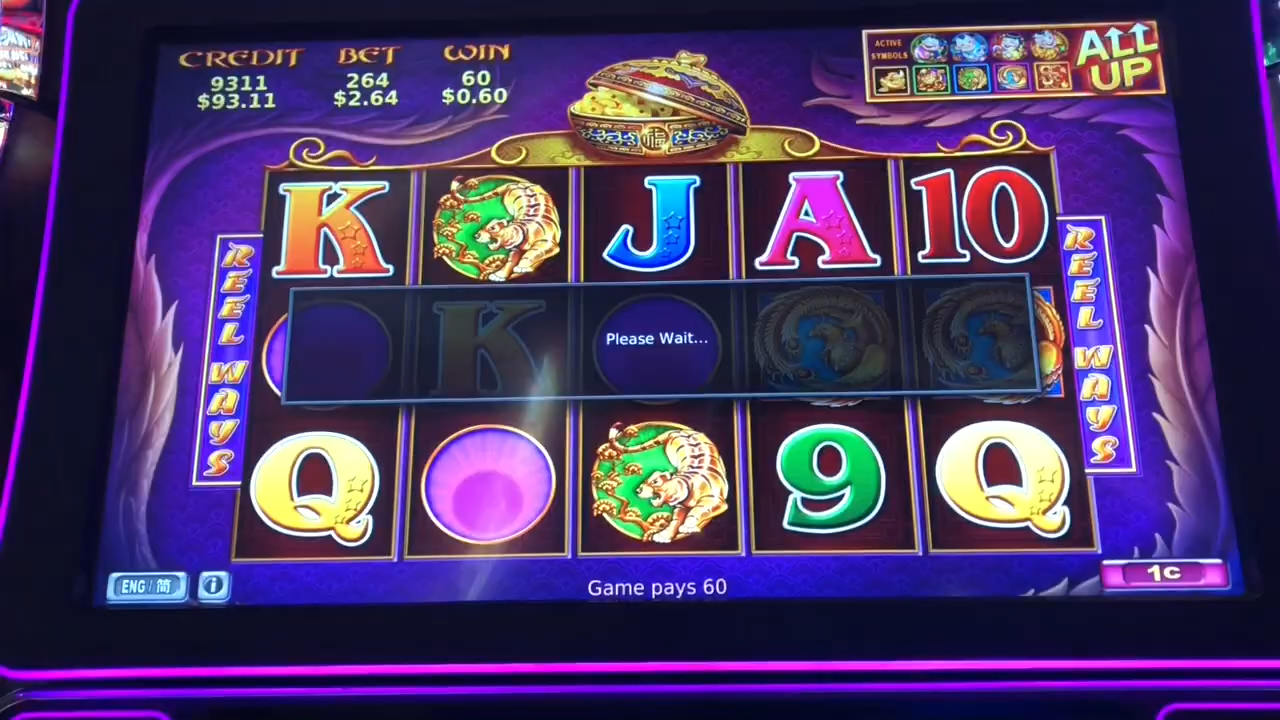 CREDIT BET WIN
9311 264 60
$93.11 $2.64 $0.60
ACTIVE
SYMBOLS
ALL
UP
福
K J A 10
REEL WAYS
K
Please Wait...
REEL WAYS
Q 9 Q
ENG / 简
i
Game pays 60
1c